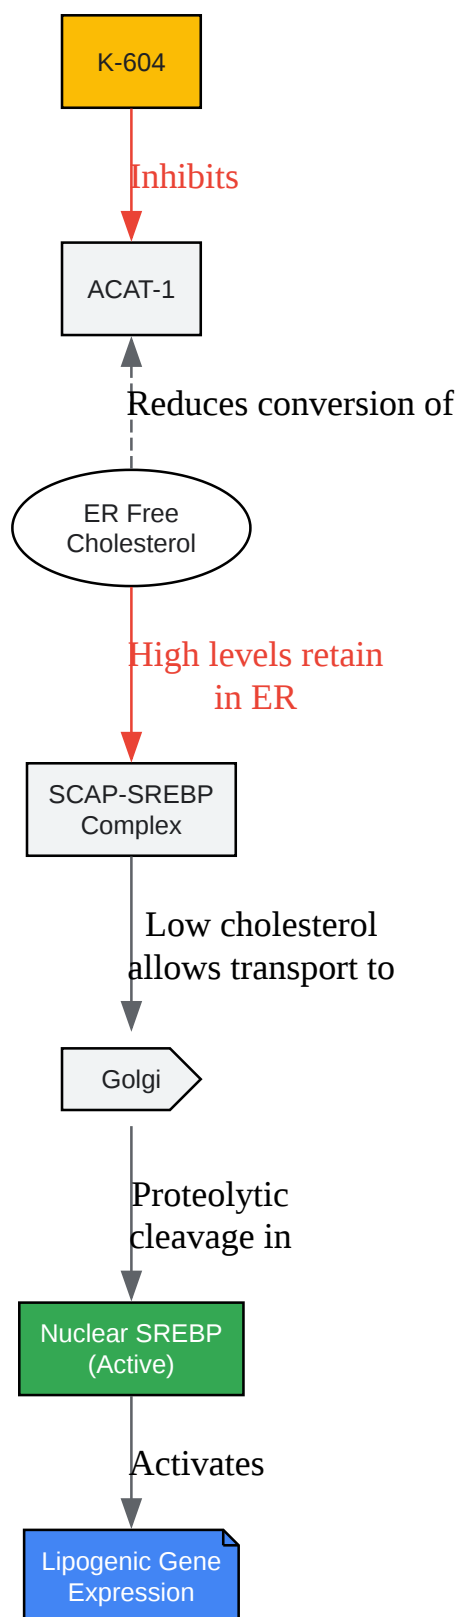 K-604
Inhibits
ACAT-1
Reduces conversion of
ER Free
Cholesterol
High levels retain
in ER
SCAP-SREBP
Complex
Low cholesterol
allows transport to
Golgi
Proteolytic
cleavage in
Nuclear SREBP
(Active)
Activates
Lipogenic Gene
Expression